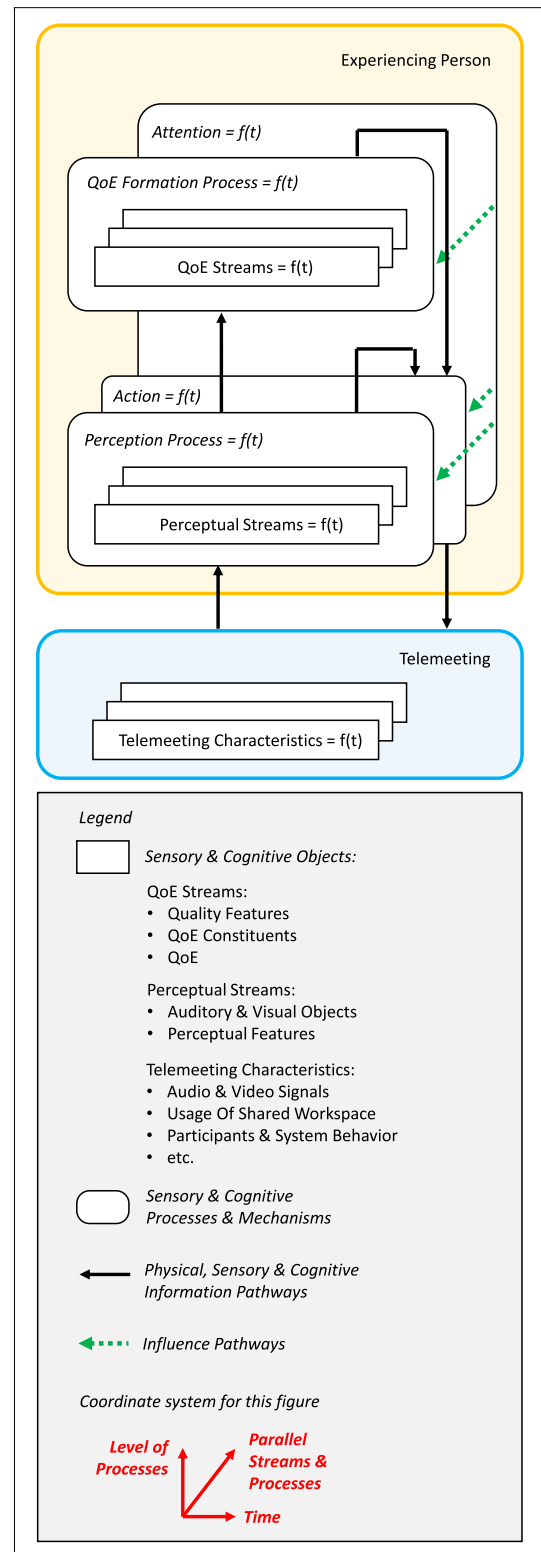 Experiencing Person
Attention = f(t)
QoE Formation Process = f(t)
QoE Streams = f(t)
Action = f(t)
Perception Process = f(t)
Perceptual Streams = f(t)
Telemeeting
Telemeeting Characteristics = f(t)
Legend
Sensory & Cognitive Objects:
QoE Streams:
• Quality Features
• QoE Constituents
• QoE
Perceptual Streams:
• Auditory & Visual Objects
• Perceptual Features
Telemeeting Characteristics:
• Audio & Video Signals
• Usage Of Shared Workspace
• Participants & System Behavior
• etc.
Sensory & Cognitive
Processes & Mechanisms
Physical, Sensory & Cognitive
Information Pathways
Influence Pathways
Coordinate system for this figure
Level of
Processes
Parallel
Streams &
Processes
Time